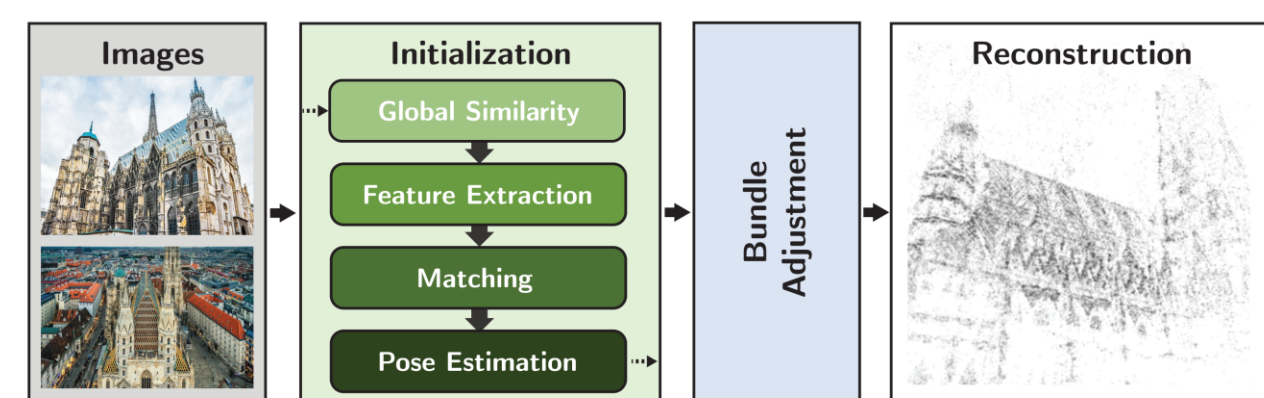 Images
Initialization
Global Similarity
Feature Extraction
Matching
Pose Estimation
Bundle
Adjustment
Reconstruction